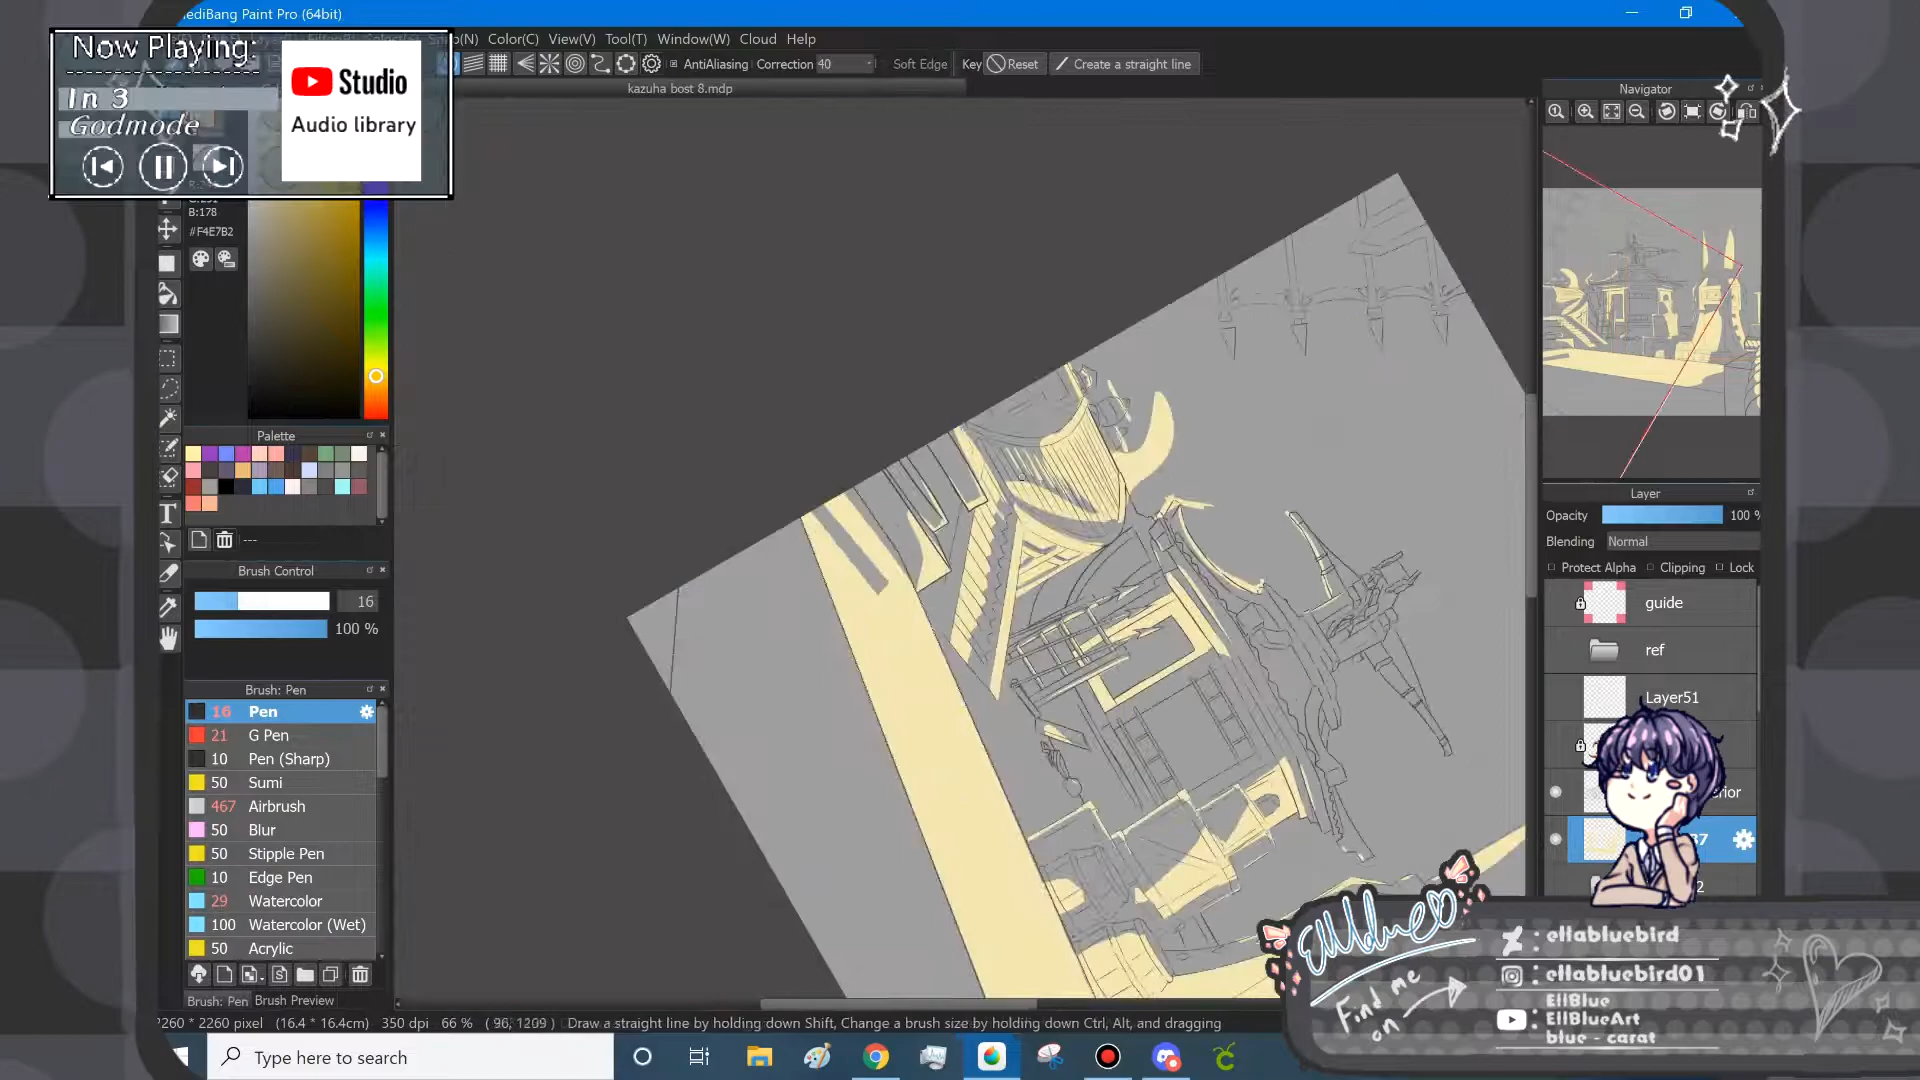 ediBang Paint Pro (64bit)
Snap(N) Color(C) View(V) Tool(T) Window(W) Cloud Help
Now Playing:
In 3
Godmode
Studio
Audio library
AntiAliasing Correction 40 Soft Edge Key Reset Create a straight line
kazuha bost 8.mdp
Navigator
B:178
#F4E7B2
Palette
---
Brush Control
16
100 %
Brush: Pen
16 Pen
21 G Pen
10 Pen (Sharp)
50 Sumi
467 Airbrush
50 Blur
50 Stipple Pen
10 Edge Pen
29 Watercolor
100 Watercolor (Wet)
50 Acrylic
Brush: Pen Brush Preview
Layer
Opacity 100 %
Blending Normal
Protect Alpha Clipping Lock
guide
ref
Layer51
erior
37
2
2260 * 2260 pixel (16.4 * 16.4cm) 350 dpi 66 % ( 96, 1209 ) Draw a straight line by holding down Shift, Change a brush size by holding down Ctrl, Alt, and dragging
Type here to search
Find me
on
: ellabluebird
: ellabluebird01
: EllBlue
EllBlueArt
blue - carat